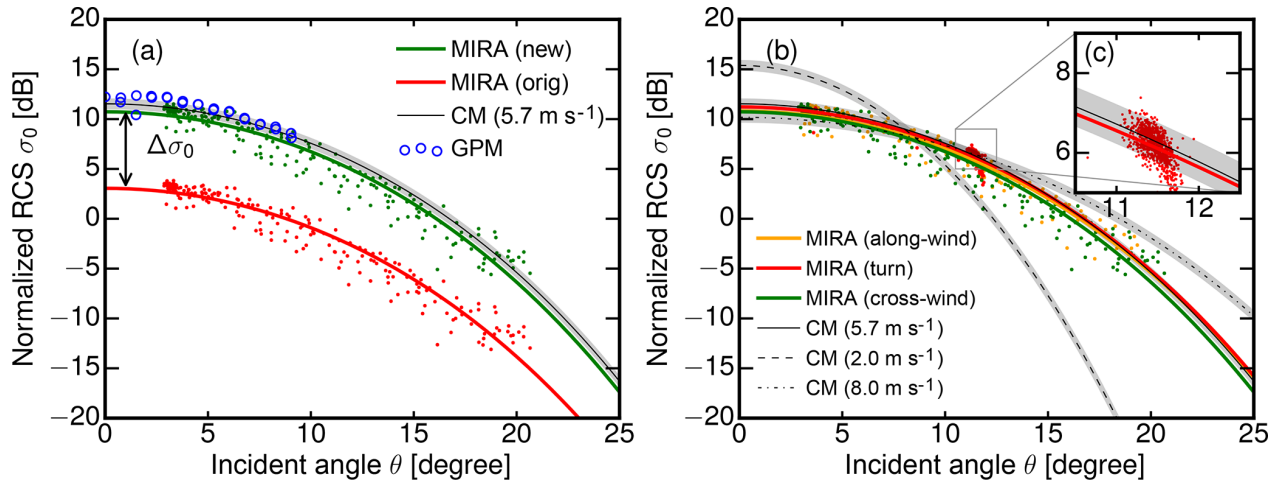 20
15
10
5
0
−5
−10
−15
−20
Normalized RCS σ0 [dB]
(a)
MIRA (new)
MIRA (orig)
CM (5.7 m s-1)
GPM
Δσ0
0 5 10 15 20 25
Incident angle θ [degree]
20
15
10
5
0
−5
−10
−15
−20
Normalized RCS σ0 [dB]
(b)
(c)
8
6
11 12
MIRA (along-wind)
MIRA (turn)
MIRA (cross-wind)
CM (5.7 m s-1)
CM (2.0 m s-1)
CM (8.0 m s-1)
0 5 10 15 20 25
Incident angle θ [degree]